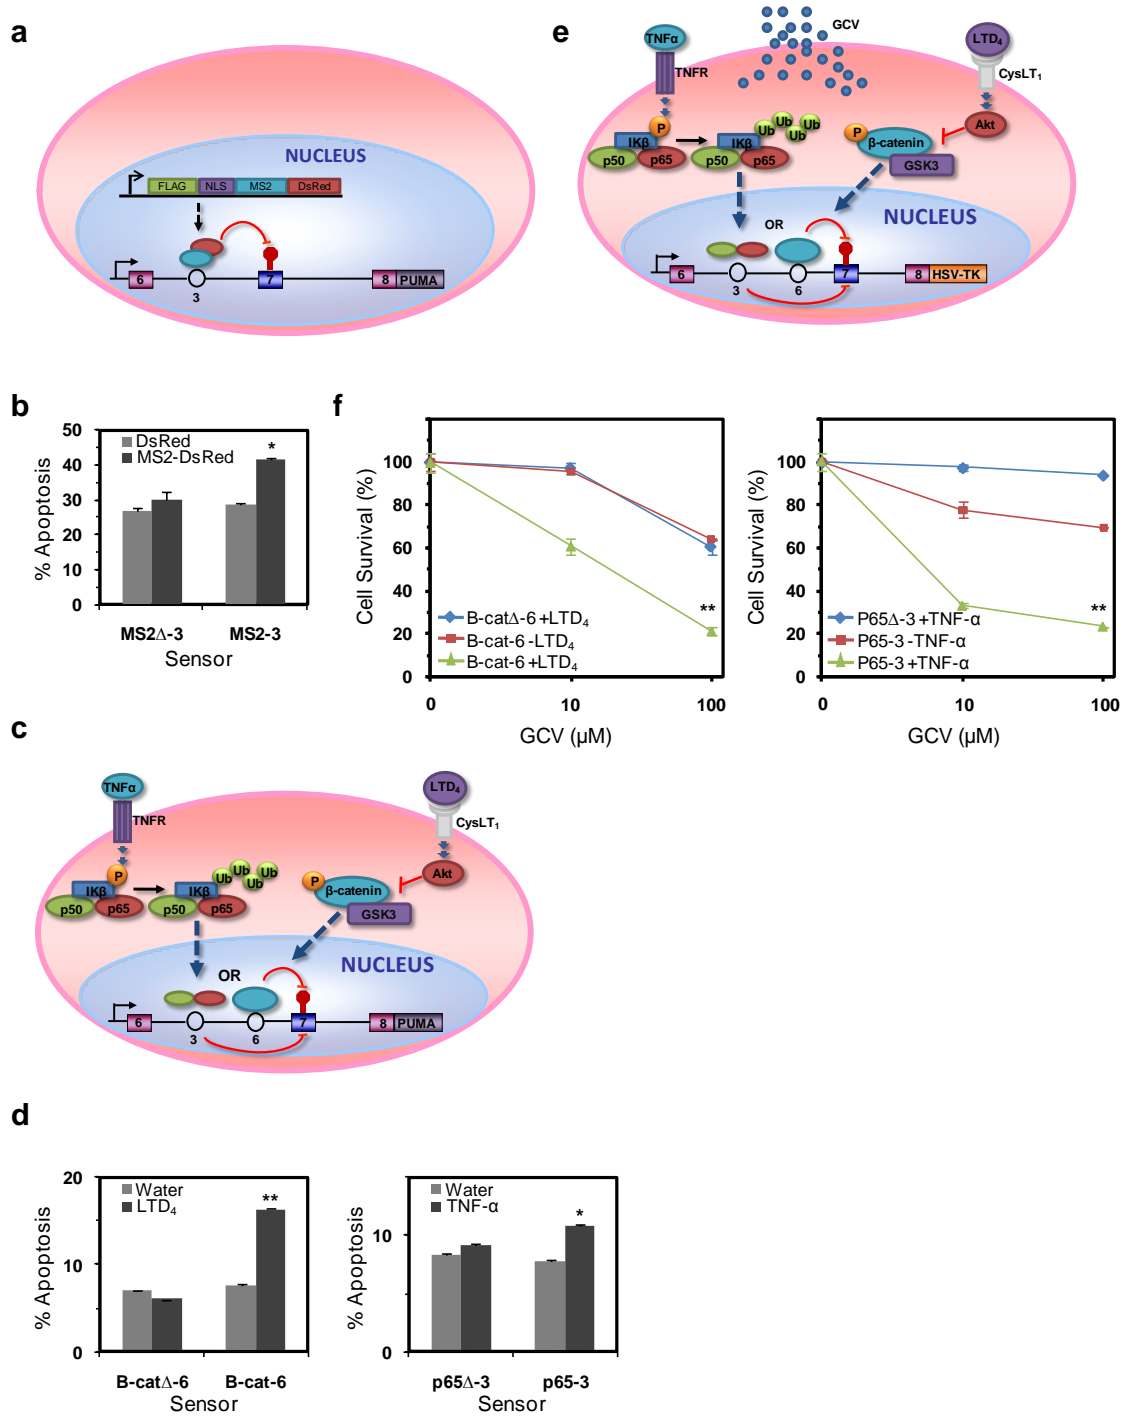 a
NUCLEUS
FLAG NLS MS2 DsRed
6 3 7 8 PUMA
b
% Apoptosis
50
40
30
20
10
0
DsRed
MS2-DsRed
*
MS2Δ-3 MS2-3
Sensor
c
TNFα
TNFR
LTD4
CysLT1
P
IKβ
p50 p65
IKβ
p50 p65
Ub Ub Ub Ub
P
β-catenin
GSK3
Akt
NUCLEUS
OR
6 3 6 7 8 PUMA
d
% Apoptosis
20
10
0
Water
LTD4
**
B-catΔ-6 B-cat-6
Sensor
% Apoptosis
10
0
Water
TNF-α
*
p65Δ-3 p65-3
Sensor
e
GCV
TNFα
TNFR
LTD4
CysLT1
P
IKβ
p50 p65
IKβ
p50 p65
Ub Ub Ub Ub
P
β-catenin
GSK3
Akt
NUCLEUS
OR
6 3 6 7 8 HSV-TK
f
Cell Survival (%)
100
80
60
40
20
0
**
B-catΔ-6 +LTD4
B-cat-6 -LTD4
B-cat-6 +LTD4
0 10 100
GCV (µM)
Cell Survival (%)
100
80
60
40
20
0
**
P65Δ-3 +TNF-α
P65-3 -TNF-α
P65-3 +TNF-α
0 10 100
GCV (µM)